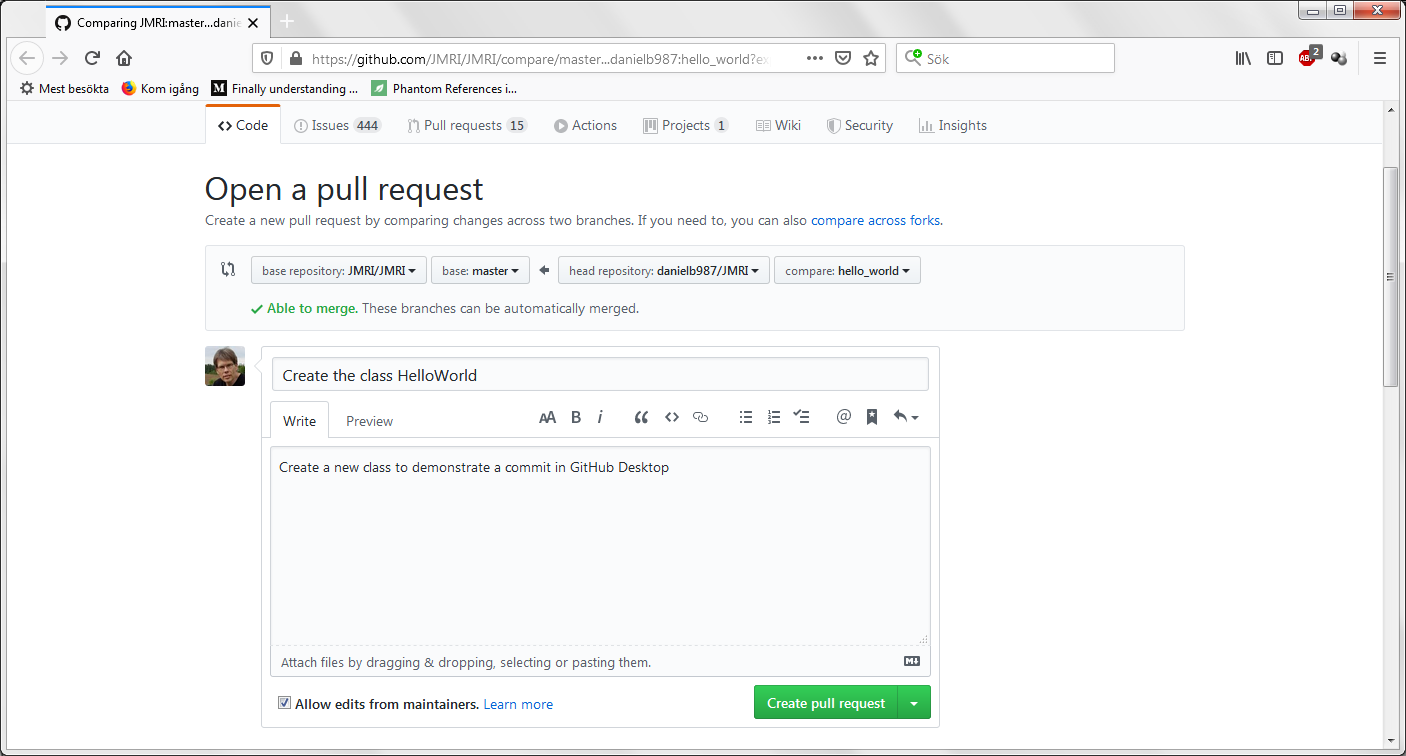 Comparing JMRI:master...danie
https://github.com/JMRI/JMRI/compare/master...danielb987:hello_world?ex
Sök
2
Mest besökta Kom igång Finally understanding ... Phantom References i...
Code Issues 444 Pull requests 15 Actions Projects 1 Wiki Security Insights
Open a pull request
Create a new pull request by comparing changes across two branches. If you need to, you can also compare across forks.
base repository: JMRI/JMRI base: master head repository: danielb987/JMRI compare: hello_world
Able to merge. These branches can be automatically merged.
Create the class HelloWorld
Write Preview AA B i @
Create a new class to demonstrate a commit in GitHub Desktop
Attach files by dragging & dropping, selecting or pasting them.
Allow edits from maintainers. Learn more Create pull request